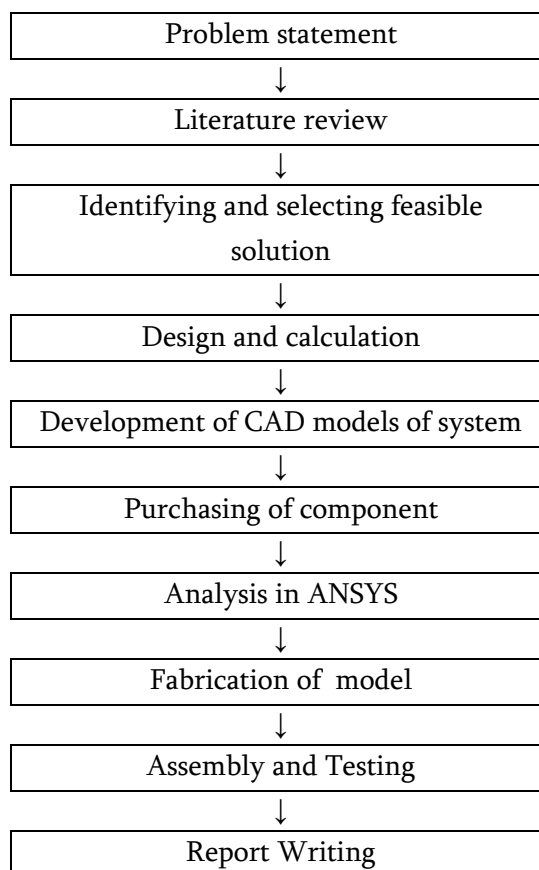 Problem statement
↓
Literature review
↓
Identifying and selecting feasible
solution
↓
Design and calculation
↓
Development of CAD models of system
↓
Purchasing of component
↓
Analysis in ANSYS
↓
Fabrication of model
↓
Assembly and Testing
↓
Report Writing